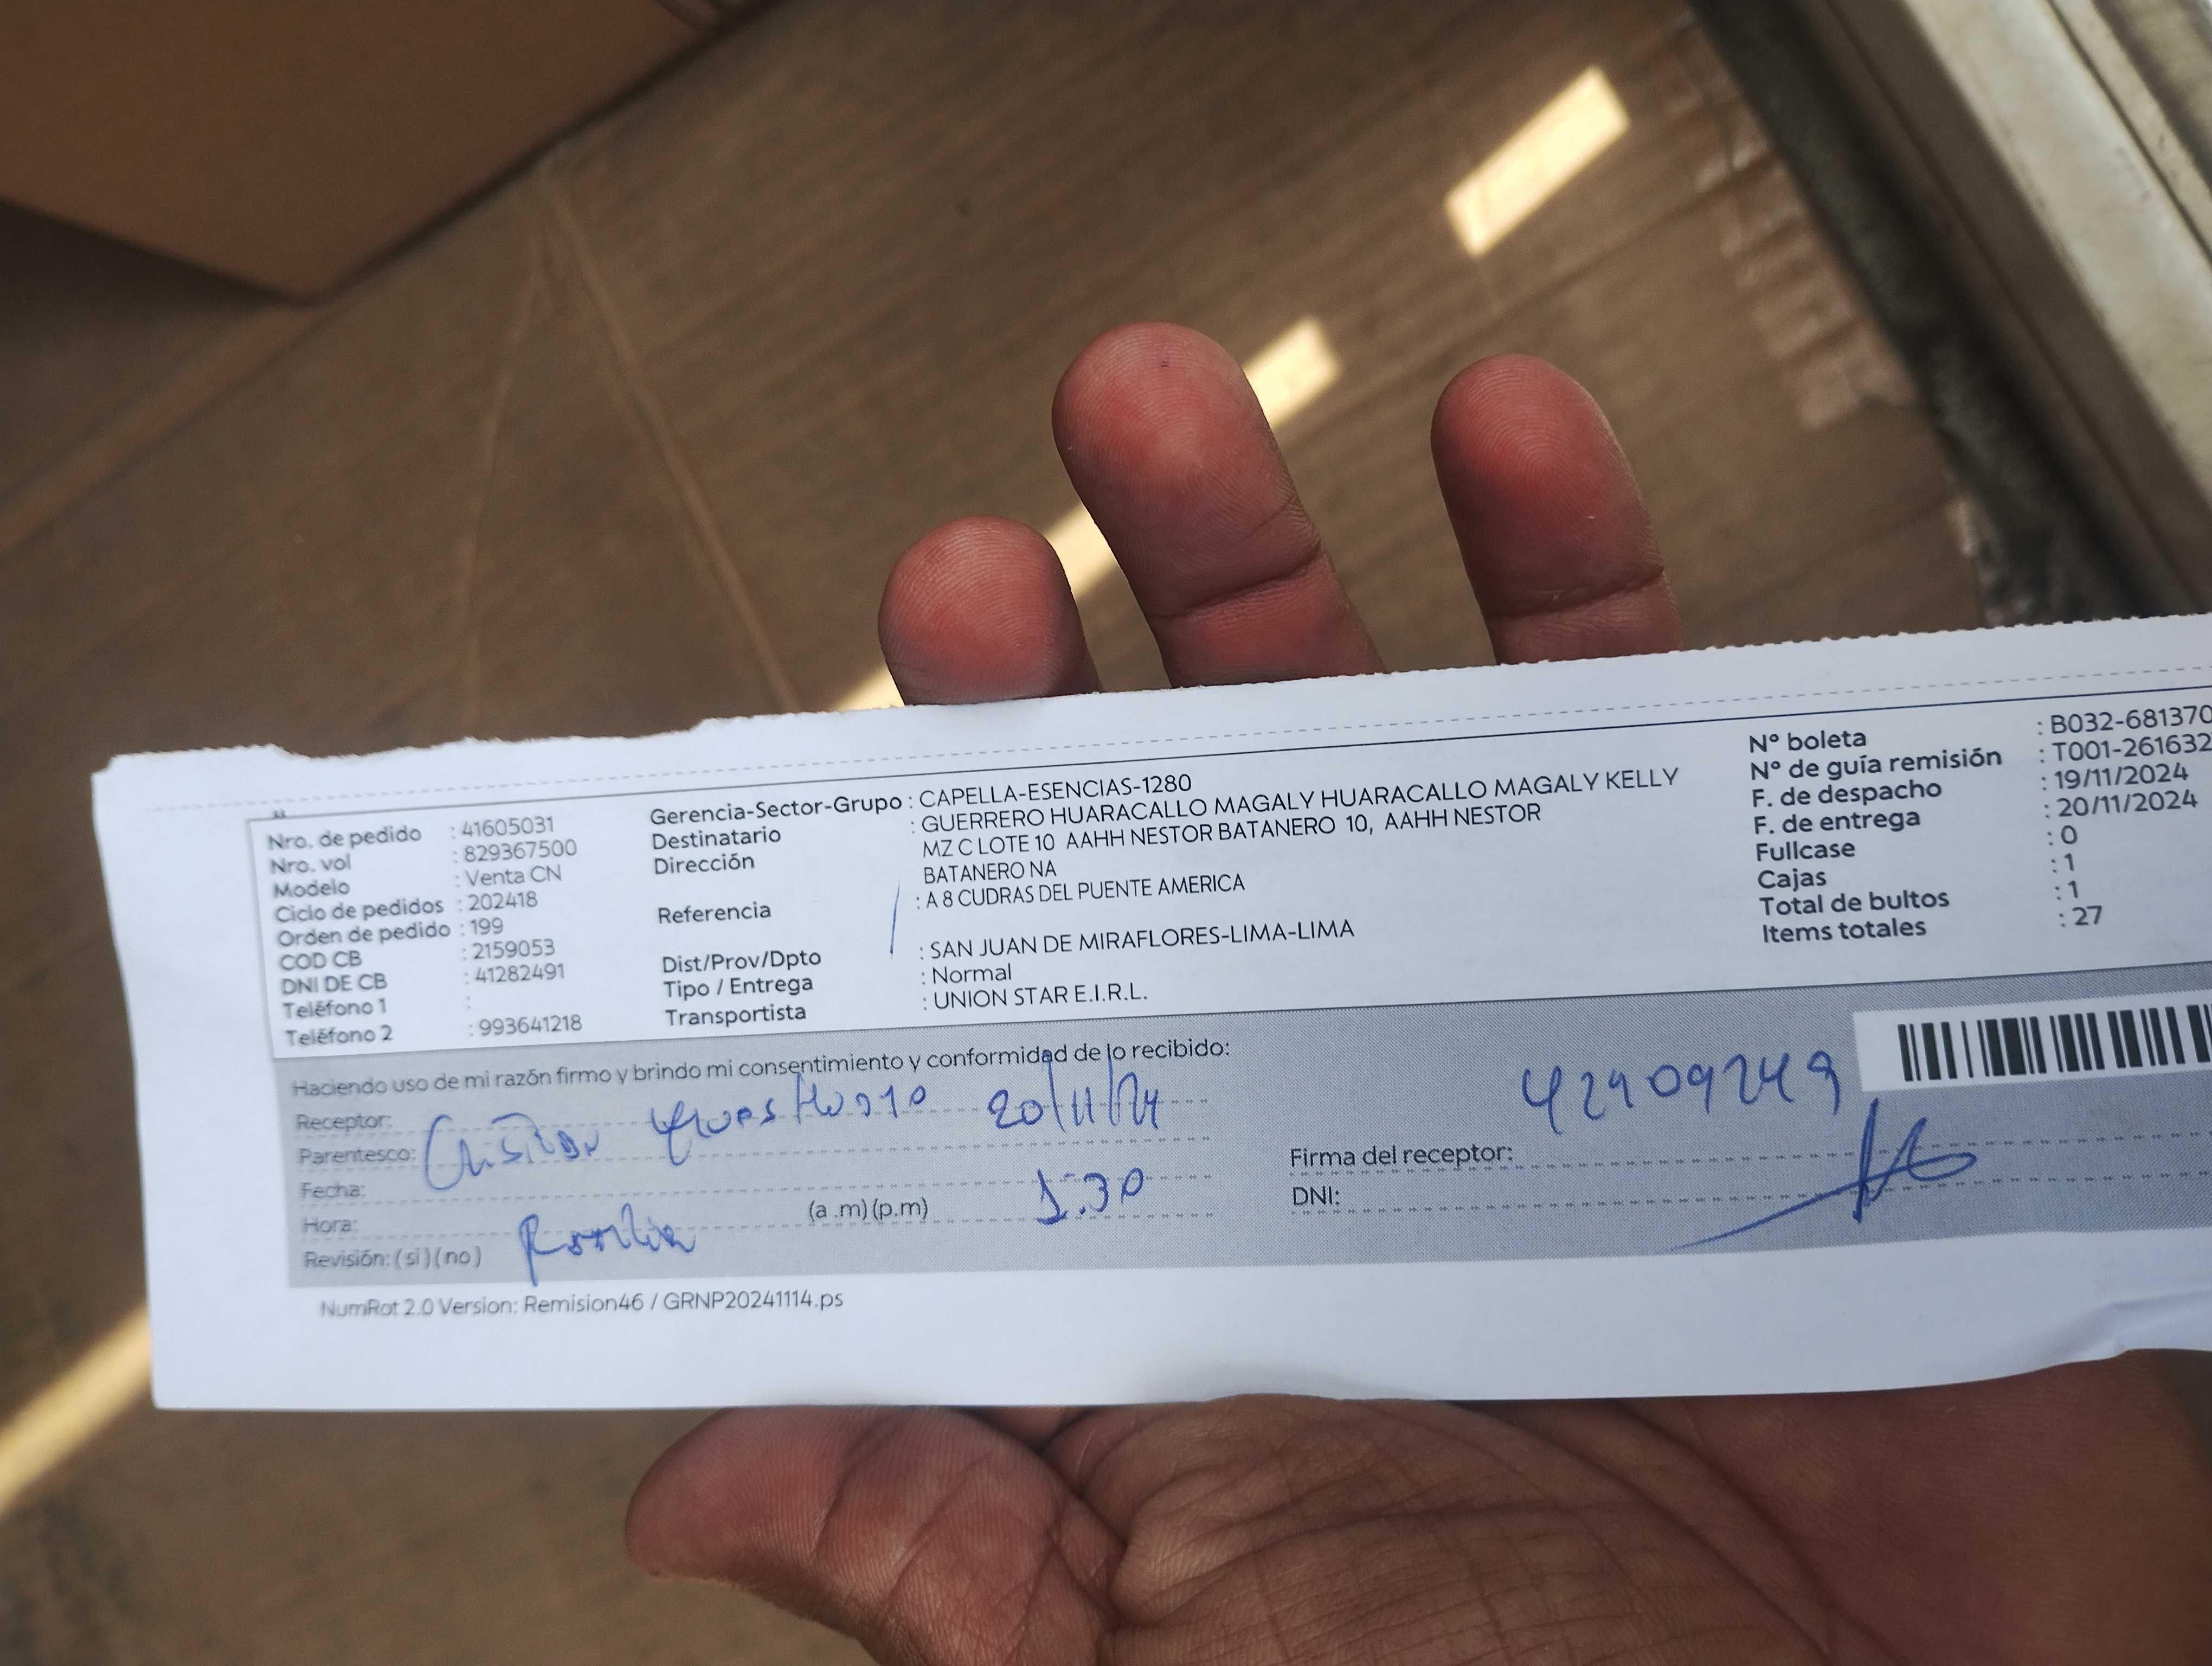 Nro. de pedido : 41605031
Nro. vol : 829367500
Modelo : Venta CN
Ciclo de pedidos : 202418
Orden de pedido : 199
COD CB : 2159053
DNI DE CB : 41282491
Teléfono 1 :
Teléfono 2 : 993641218
Gerencia-Sector-Grupo : CAPELLA-ESENCIAS-1280
Destinatario : GUERRERO HUARACALLO MAGALY HUARACALLO MAGALY KELLY
Dirección MZ C LOTE 10 AAHH NESTOR BATANERO 10, AAHH NESTOR
BATANERO NA
Referencia : A 8 CUDRAS DEL PUENTE AMERICA
Dist/Prov/Dpto : SAN JUAN DE MIRAFLORES-LIMA-LIMA
Tipo / Entrega : Normal
Transportista : UNION STAR E.I.R.L.
Nº boleta : B032-681370
Nº de guía remisión : T001-261632
F. de despacho : 19/11/2024
F. de entrega : 20/11/2024
Fullcase : 0
Cajas : 1
Total de bultos : 1
Items totales : 27
Haciendo uso de mi razón firmo y brindo mi consentimiento y conformidad de lo recibido:
Receptor: 20/11/24
Parentesco:
Fecha:
Hora: (a .m) (p.m) 1.30
Revisión: (si) (no)
42909249
Firma del receptor:
DNI:
NumRot 2.0 Version: Remision46 / GRNP20241114.ps